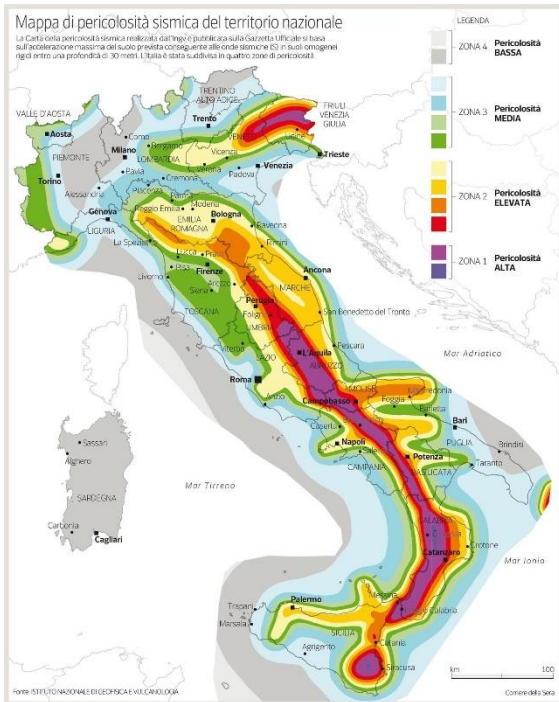 Mappa di pericolosità sismica del territorio nazionale
La Carta della pericolosità sismica realizzata dall'Ingv e pubblicata sulla Gazzetta Ufficiale si basa
sull'accelerazione massima del suolo prevista conseguente alle onde sismiche (S) in suoli omogenei
rigidi entro una profondità di 30 metri. L'Italia è stata suddivisa in quattro zone di pericolosità
LEGENDA
ZONA 4 Pericolosità
BASSA
ZONA 3 Pericolosità
MEDIA
ZONA 2 Pericolosità
ELEVATA
ZONA 1 Pericolosità
ALTA
TRENTINO
ALTO ADIGE
VALLE D'AOSTA
FRIULI
VENEZIA
GIULIA
Trento
Aosta
Como
Udine
Bergamo
VENETO
Milano
Vicenza
Trieste
PIEMONTE
LOMBARDIA
Verona
Venezia
Torino
Pavia
Cremona
Padova
Piacenza
Alessandria
Parma
Modena
Genova
Reggio Emilia
Bologna
LIGURIA
EMILIA
ROMAGNA
Ravenna
La Spezia
Rimini
Lucca
Prato
Pisa
Firenze
Livorno
Arezzo
Ancona
MARCHE
Siena
Perugia
San Benedetto del Tronto
TOSCANA
Foligno
UMBRIA
Viterbo
L'Aquila
Pescara
LAZIO
ABRUZZO
Mar Adriatico
Roma
MOLISE
Manfredonia
Anzio
Campobasso
Foggia
Barletta
Caserta
Bari
Napoli
PUGLIA
Brindisi
Potenza
CAMPANIA
BASILICATA
Taranto
Sassari
Alghero
SARDEGNA
Mar Tirreno
Carbonia
Cagliari
CALABRIA
Cosenza
Crotone
Catanzaro
Mar Ionio
Messina
Palermo
Reggio Calabria
Trapani
Marsala
SICILIA
Catania
Agrigento
Siracusa
km 100
Fonte: ISTITUTO NAZIONALE DI GEOFISICA E VULCANOLOGIA
Corriere della Sera